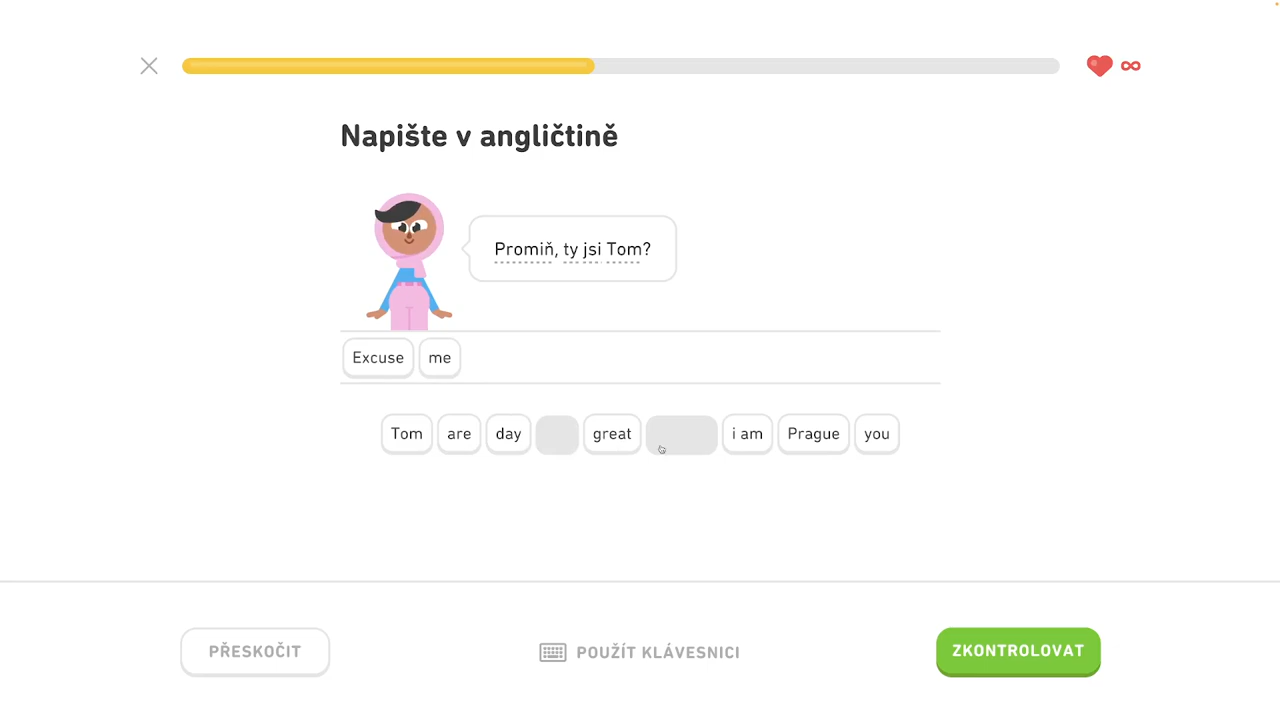 Napište v angličtině
Promiň, ty jsi Tom?
Excuse me
Tom are day great i am Prague you
PŘESKOČIT POUŽÍT KLÁVESNICI ZKONTROLOVAT